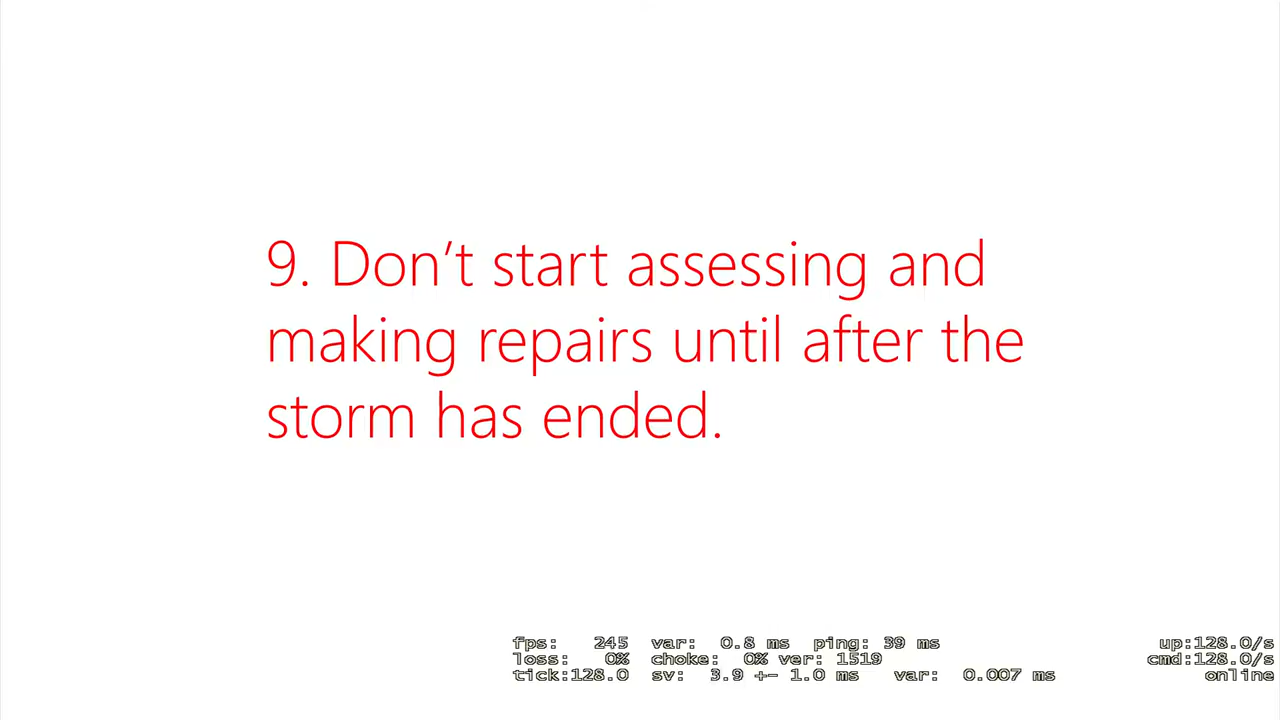 9. Don’t start assessing and
making repairs until after the
storm has ended.
fps: 245 var: 0.8 ms ping: 39 ms up:128.0/s
loss: 0% choke: 0% ver: 1519 cmd:128.0/s
tick:128.0 sv: 3.9 +- 1.0 ms var: 0.007 ms online